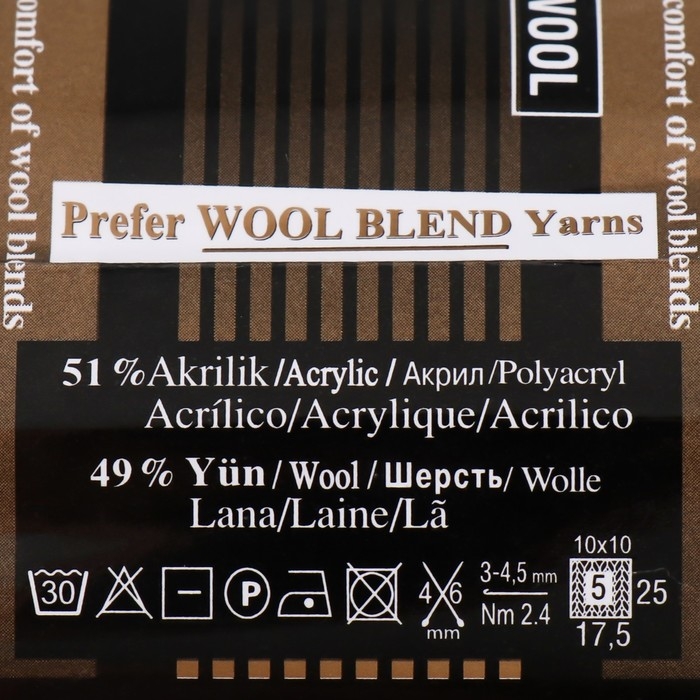 WOOL
comfort of wool blends
comfort of wool blends
Prefer WOOL BLEND Yarns
51 % Akrilik /Acrylic / Акрил /Polyacryl
Acrílico/Acrylique/Acrilico
49 % Yün / Wool / Шерсть/ Wolle
Lana/Laine/Lã
30 P 4 6 mm 3-4,5 mm Nm 2.4 10x10 5 25 17,5